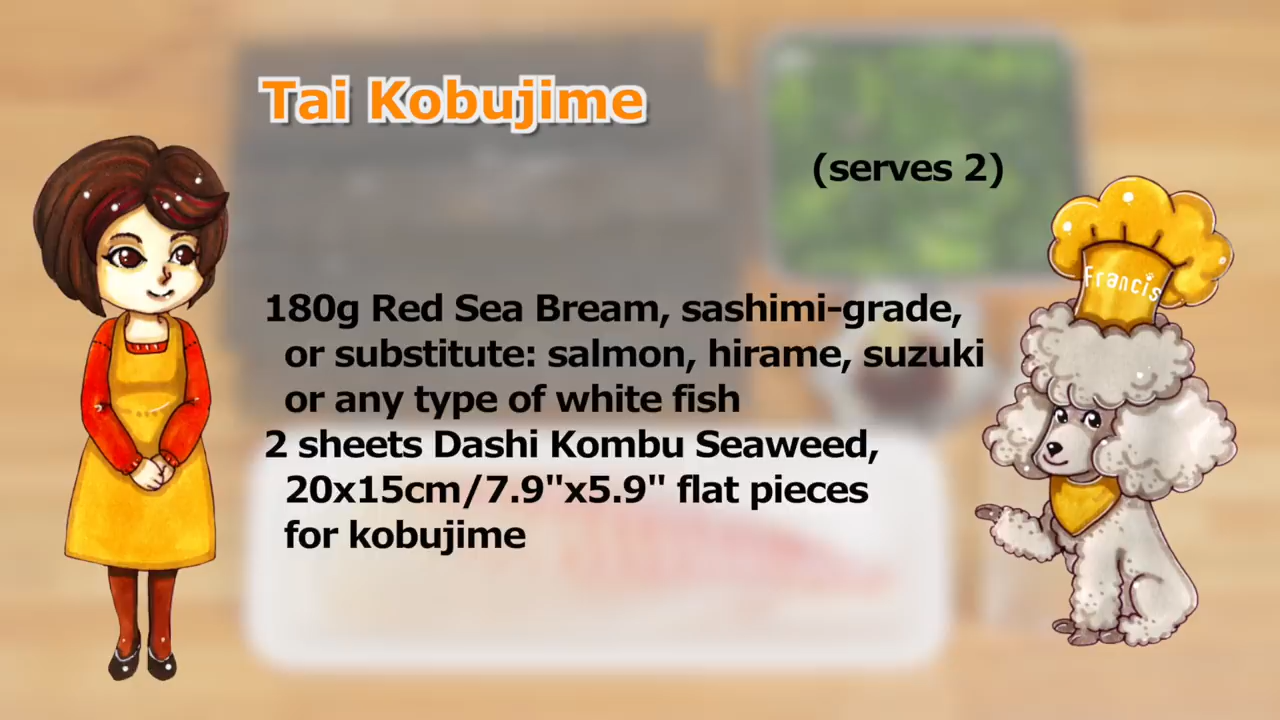 Tai Kobujime
(serves 2)
Francis
180g Red Sea Bream, sashimi-grade,
or substitute: salmon, hirame, suzuki
or any type of white fish
2 sheets Dashi Kombu Seaweed,
20x15cm/7.9"x5.9" flat pieces
for kobujime